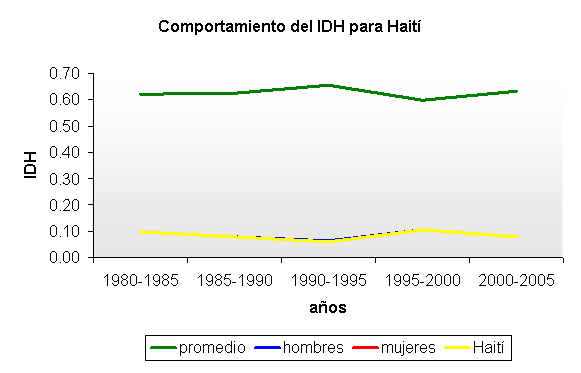 Comportamiento del IDH para Haití
0.70
0.60
0.50
0.40
0.30
0.20
0.10
0.00
IDH
1980-1985 1985-1990 1990-1995 1995-2000 2000-2005
años
promedio hombres mujeres Haití